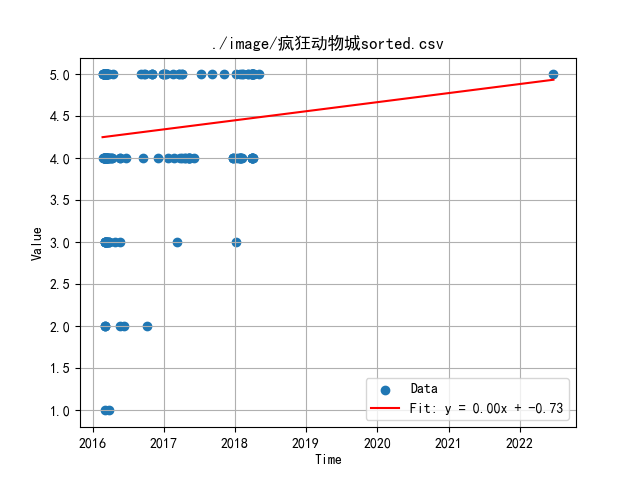 ./image/疯狂动物城sorted.csv
5.0
4.5
4.0
3.5
3.0
2.5
2.0
1.5
1.0
Value
2016 2017 2018 2019 2020 2021 2022
Time
Data
Fit: y = 0.00x + -0.73